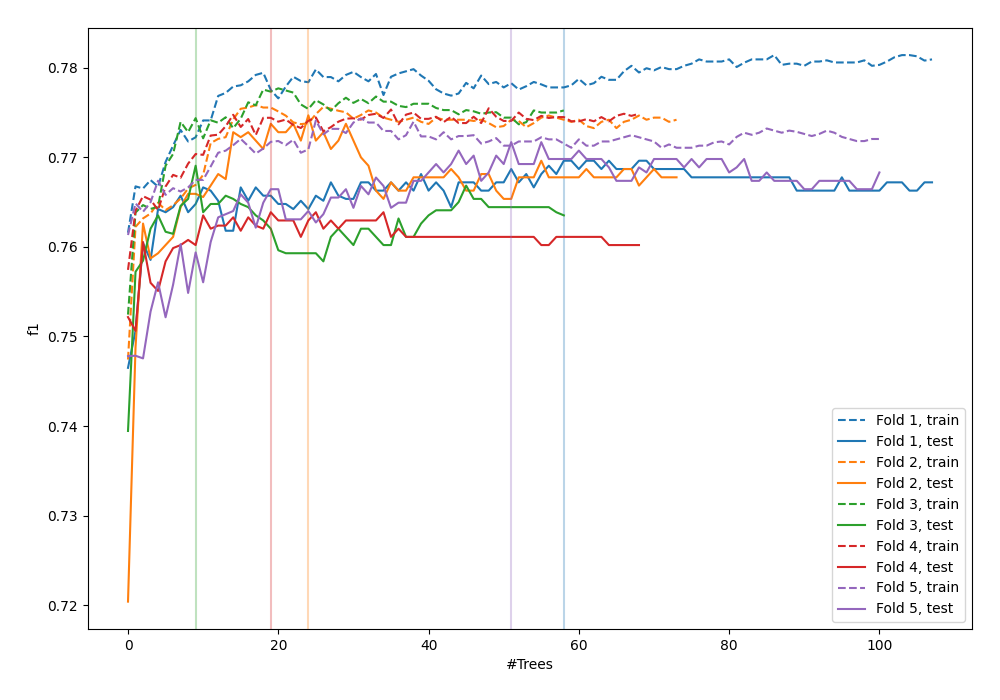 0.78
0.77
0.76
0.75
0.74
0.73
0.72
f1
0
20
40
60
80
100
#Trees
Fold 1, train
Fold 1, test
Fold 2, train
Fold 2, test
Fold 3, train
Fold 3, test
Fold 4, train
Fold 4, test
Fold 5, train
Fold 5, test